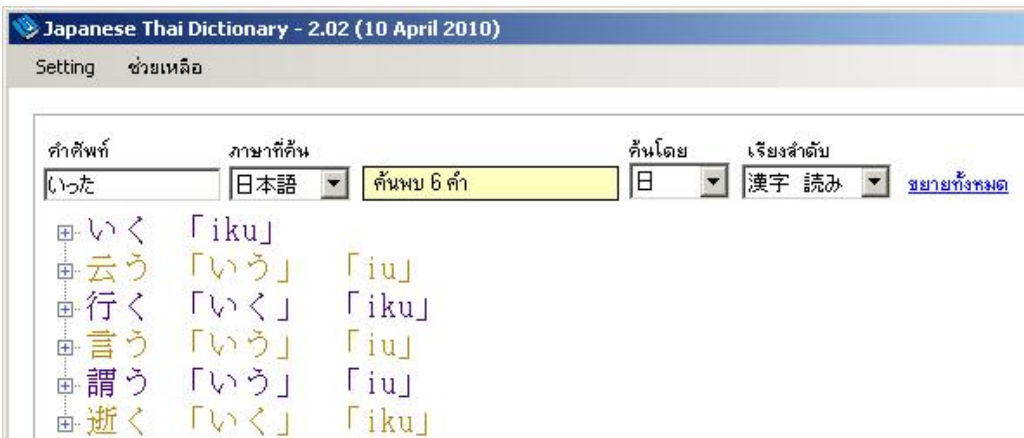 Japanese Thai Dictionary - 2.02 (10 April 2010)
Setting ช่วยเหลือ
คำศัพท์ ภาษาที่ค้น ค้นโดย เรียงลำดับ
いった 日本語 ค้นพบ 6 คำ 日 漢字 読み ขยายทั้งหมด
いく 「iku」
云う 「いう」 「iu」
行く 「いく」 「iku」
言う 「いう」 「iu」
謂う 「いう」 「iu」
逝く 「いく」 「iku」